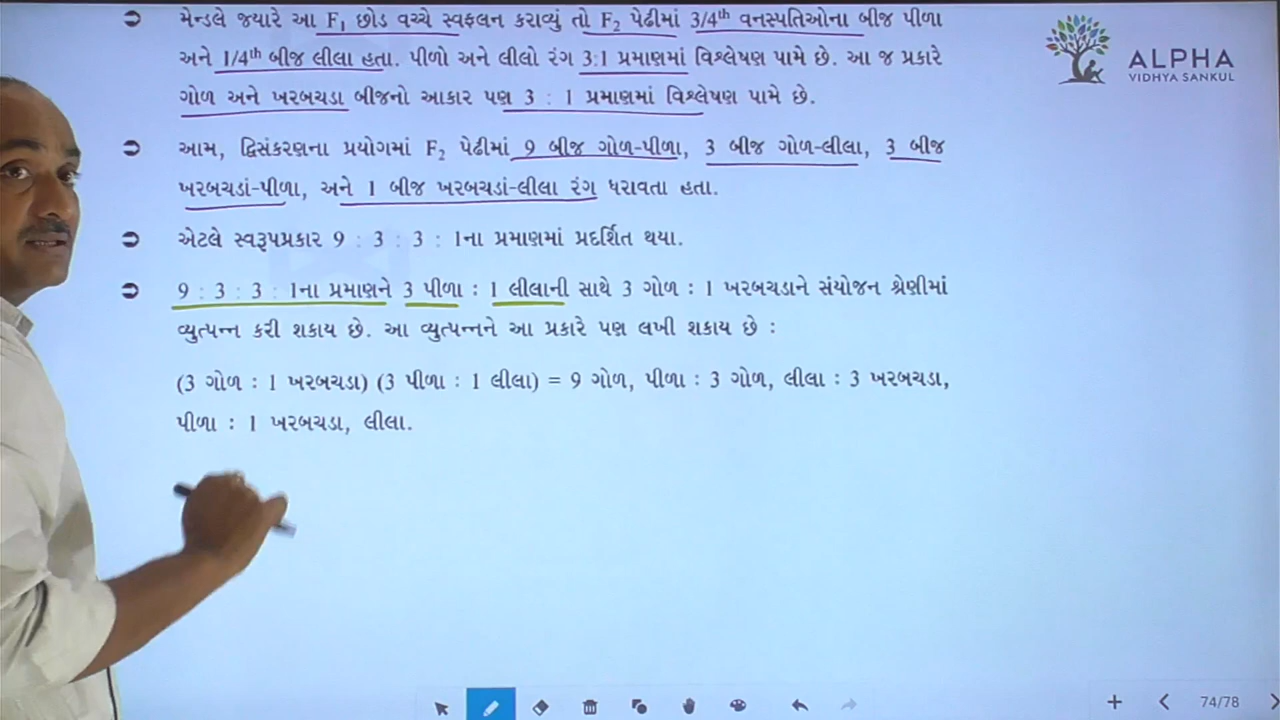 ⊃ મેન્ડલે જયારે આ F₁ છોડ વચ્ચે સ્વફલન કરાવ્યું તો F₂ પેઢીમાં 3/4th વનસ્પતિઓના બીજ પીળા
અને 1/4th બીજ લીલા હતા. પીળો અને લીલો રંગ 3:1 પ્રમાણમાં વિશ્લેષણ પામે છે. આ જ પ્રકારે
ગોળ અને ખરબચડા બીજનો આકાર પણ 3 : 1 પ્રમાણમાં વિશ્લેષણ પામે છે.
⊃ આમ, દ્વિસંકરણના પ્રયોગમાં F₂ પેઢીમાં 9 બીજ ગોળ-પીળા, 3 બીજ ગોળ-લીલા, 3 બીજ
ખરબચડાં-પીળા, અને 1 બીજ ખરબચડાં-લીલા રંગ ધરાવતા હતા.
⊃ એટલે સ્વરૂપપ્રકાર 9 : 3 : 3 : 1ના પ્રમાણમાં પ્રદર્શિત થયા.
⊃ 9 : 3 : 3 : 1ના પ્રમાણને 3 પીળા : 1 લીલાની સાથે 3 ગોળ : 1 ખરબચડાને સંયોજન શ્રેણીમાં
વ્યુત્પન્ન કરી શકાય છે. આ વ્યુત્પન્નને આ પ્રકારે પણ લખી શકાય છે :
(3 ગોળ : 1 ખરબચડા) (3 પીળા : 1 લીલા) = 9 ગોળ, પીળા : 3 ગોળ, લીલા : 3 ખરબચડા,
પીળા : 1 ખરબચડા, લીલા.
ALPHA
VIDHYA SANKUL
74/78